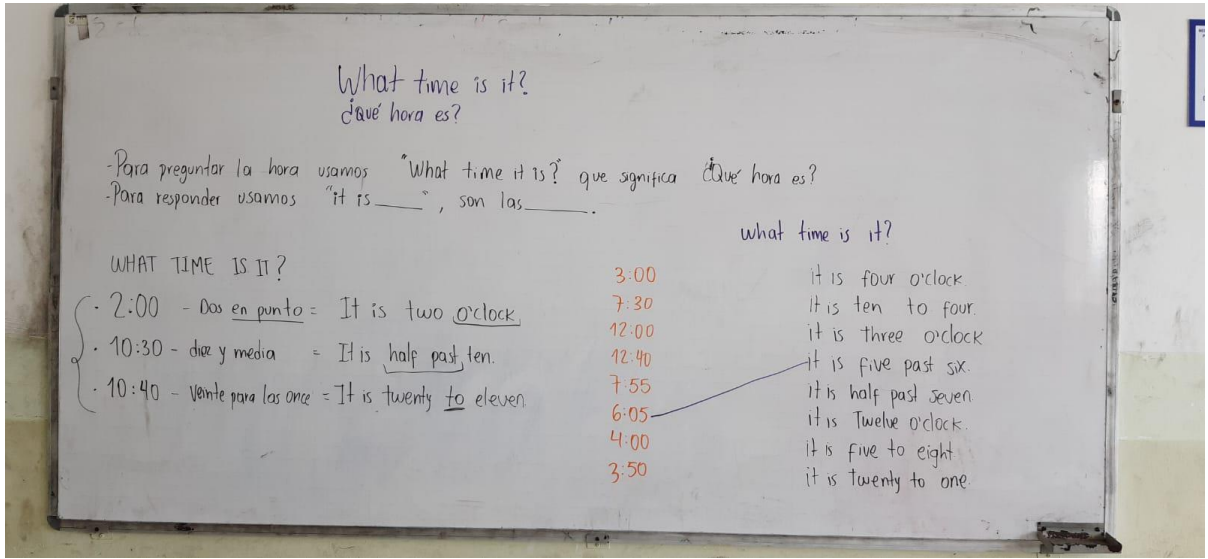 What time is it?
¿Qué hora es?
-Para preguntar la hora usamos "What time it is?" que significa ¿Qué hora es?
-Para responder usamos "it is____", son las____.
WHAT TIME IS IT?
· 2:00 - Dos en punto = It is two o'clock.
· 10:30 - diez y media = It is half past ten.
· 10:40 - veinte para las once = It is twenty to eleven.
what time is it?
3:00 it is four o'clock.
7:30 It is ten to four.
12:00 it is three o'clock
12:40 it is five past six.
7:55 it is half past seven.
6:05 it is Twelve o'clock.
4:00 it is five to eight.
3:50 it is Twenty to one.